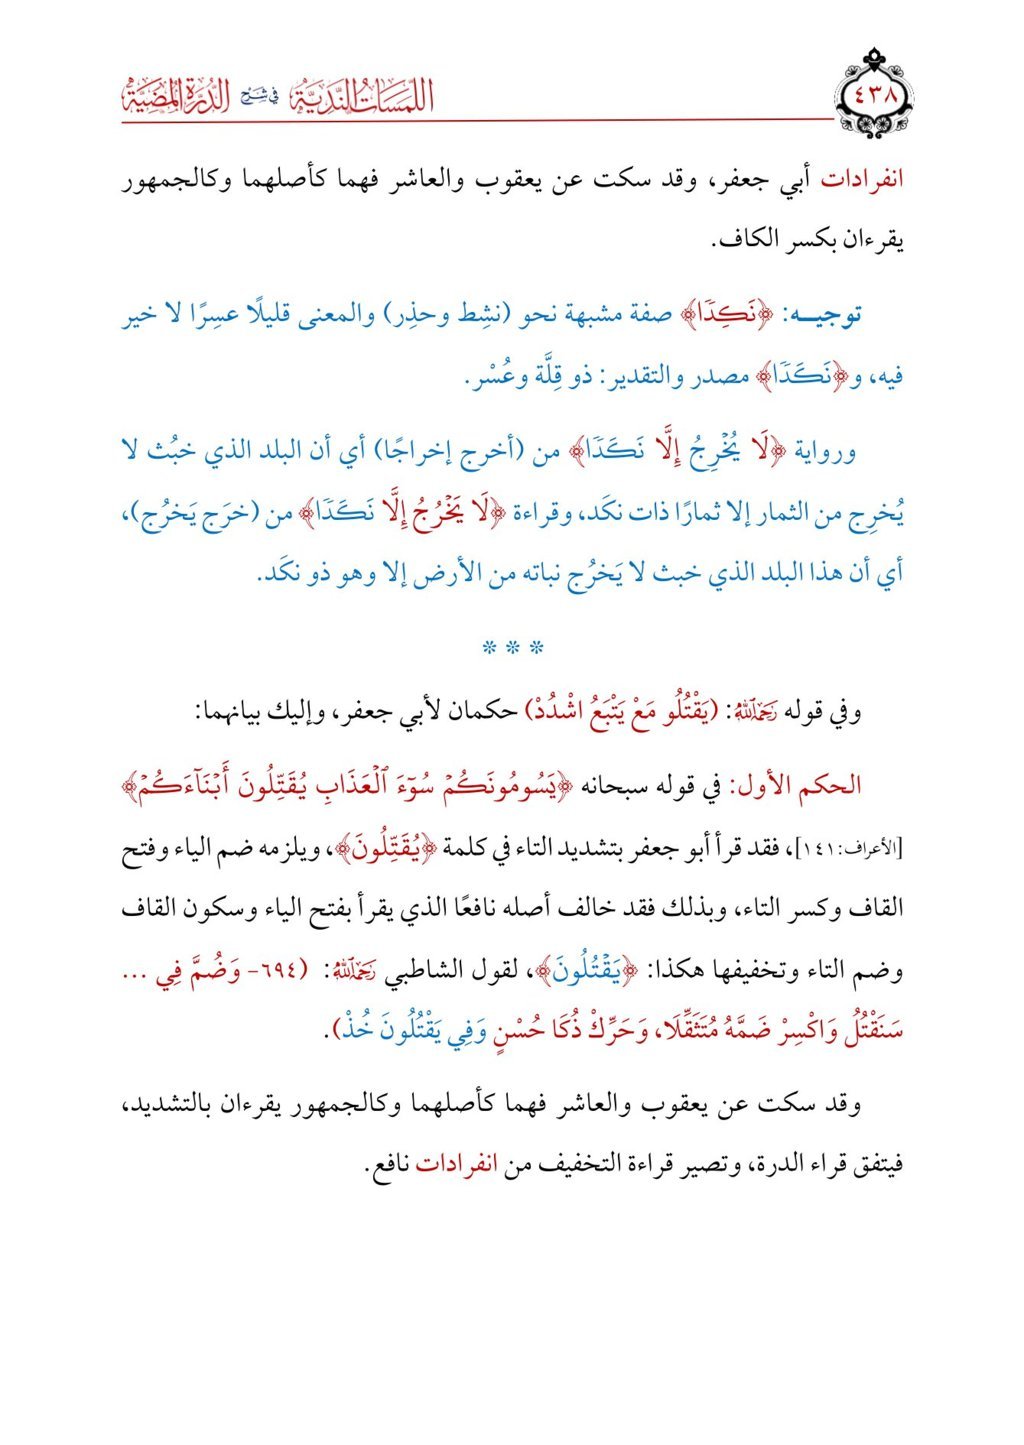 اللمسات الندية في شرح الدرة المضية
٤٣٨
انفرادات أبي جعفر، وقد سكت عن يعقوب والعاشر فهما كأصلهما وكالجمهور
يقرءان بكسر الكاف.
توجيـــه: ﴿نَكِدٗا﴾ صفة مشبهة نحو (نشِط وحذِر) والمعنى قليلًا عسِرًا لا خير
فيه، و﴿نَكَدٗا﴾ مصدر والتقدير: ذو قِلَّة وعُسْر.
ورواية ﴿لَا يُخۡرِجُ إِلَّا نَكَدٗا﴾ من (أخرج إخراجًا) أي أن البلد الذي خبُث لا
يُخرِج من الثمار إلا ثمارًا ذات نكَد، وقراءة ﴿لَا يَخۡرُجُ إِلَّا نَكَدٗا﴾ من (خرَج يَخرُج)،
أي أن هذا البلد الذي خبث لا يَخرُج نباته من الأرض إلا وهو ذو نكَد.
* * *
وفي قوله رَحِمَهُ ٱللَّهُ: (يَقْتُلُو مَعْ يَتْبَعُ اشْدُدْ) حكمان لأبي جعفر، وإليك بيانهما:
الحكم الأول: في قوله سبحانه ﴿يَسُومُونَكُمۡ سُوٓءَ ٱلۡعَذَابِ يُقَتِّلُونَ أَبۡنَآءَكُمۡ﴾
[الأعراف: ١٤١]، فقد قرأ أبو جعفر بتشديد التاء في كلمة ﴿يُقَتِّلُونَ﴾، ويلزمه ضم الياء وفتح
القاف وكسر التاء، وبذلك فقد خالف أصله نافعًا الذي يقرأ بفتح الياء وسكون القاف
وضم التاء وتخفيفها هكذا: ﴿يَقۡتُلُونَ﴾، لقول الشاطبي رَحِمَهُ ٱللَّهُ: (٦٩٤- وَضُمَّ فِي ...
سَنَقْتُلُ وَاكْسِرْ ضَمَّهُ مُتَثَقِّلَا، وَحَرِّكْ ذُكَا حُسْنٍ وَفِي يَقْتُلُونَ خُذْ).
وقد سكت عن يعقوب والعاشر فهما كأصلهما وكالجمهور يقرءان بالتشديد،
فيتفق قراء الدرة، وتصير قراءة التخفيف من انفرادات نافع.